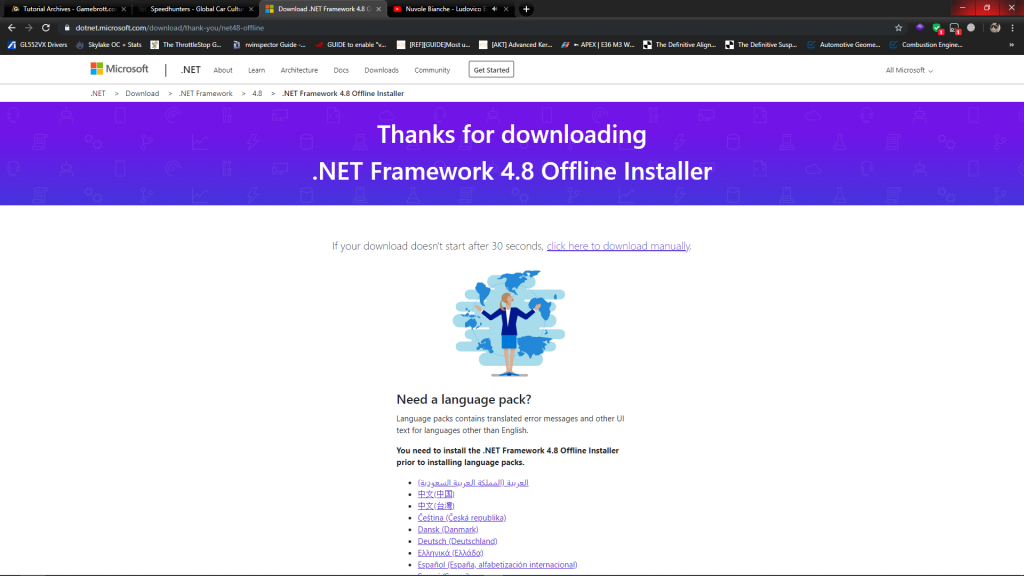 Tutorial Archives - Gamebrott.co
Speedhunters - Global Car Cultu
Download .NET Framework 4.8 O
Nuvole Bianche - Ludovico E
dotnet.microsoft.com/download/thank-you/net48-offline
GL552VX Drivers
Skylake OC + Stats
The ThrottleStop G...
nvinspector Guide -...
GUIDE to enable "v...
[REF][GUIDE]Most u...
[AKT] Advanced Ker...
APEX | E36 M3 W...
The Definitive Align...
The Definitive Susp...
Automotive Geome...
Combustion Engine...
Microsoft
.NET
About
Learn
Architecture
Docs
Downloads
Community
Get Started
All Microsoft
.NET > Download > .NET Framework > 4.8 > .NET Framework 4.8 Offline Installer
Thanks for downloading
.NET Framework 4.8 Offline Installer
If your download doesn't start after 30 seconds, click here to download manually.
Need a language pack?
Language packs contains translated error messages and other UI
text for languages other than English.
You need to install the .NET Framework 4.8 Offline Installer
prior to installing language packs.
العربية (المملكة العربية السعودية)
中文(中国)
中文(台灣)
Čeština (Česká republika)
Dansk (Danmark)
Deutsch (Deutschland)
Ελληνικά (Ελλάδα)
Español (España, alfabetización internacional)